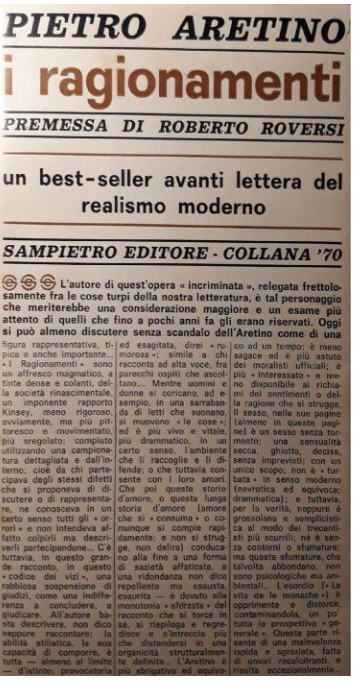 PIETRO ARETINO
i ragionamenti
PREMESSA DI ROBERTO ROVERSI
un best-seller avanti lettera del
realismo moderno
SAMPIETRO EDITORE - COLLANA '70
L'autore di quest'opera « incriminata », relegata frettolo-
samente fra le cose turpi della nostra letteratura, è tal personaggio
che meriterebbe una considerazione maggiore e un esame più
attento di quelli che fino a pochi anni fa gli erano riservati. Oggi
si può almeno discutere senza scandalo dell'Aretino come di una
figura rappresentativa, ti-
pica e anche importante...
« I Ragionamenti » sono
un affresco magmatico, a
tinte dense e colanti, del-
la società rinascimentale,
un imponente rapporto
Kinsey, meno rigoroso,
ovviamente, ma più pit-
toresco e movimentato,
più sregolato; compiuto
utilizzando una campiona-
tura dettagliata e dall'in-
terno; cioè da chi parte-
cipava degli stessi difetti
che si proponeva di di-
scutere o di rappresenta-
re, ne conosceva in un
certo senso tutti gli « or-
rori » e non intendeva af-
fatto colpirli ma descri-
verli partecipandone... C'è
tuttavia, in questo gran-
de racconto, in questo
« codice dei vizi », una
rabbiosa sospensione di
giudizi, come una indiffe-
renza a concludere, a
giudicare. All'autore ba-
sta descrivere, non dico
neppure raccontare; la
abilità stilistica, la sua
capacità di comporre, è
tutta — almeno al limite
— d'istinto; provocatoria
ed esagitata, direi « ru-
morosa »; simile a chi
racconta ad alta voce, fra
parecchi ospiti che ascol-
tano... Mentre uomini e
donne si coricano, ad e-
sempio, in una sarabban-
da di letti che suonano,
si muovono « le cose »;
ed è più vivo e vitale,
più drammatico, in un
certo senso, l'ambiente
che li raccoglie e li di-
fende; o che tuttavia con-
sente con i loro amori.
Che poi queste storie
d'amore, o questa lunga
storia d'amore (amore
che si « consuma » o co-
munque si compie rapi-
damente; e non si strug-
ge, non delira) conduca-
no alla fine a una forma
di sazietà affaticata, a
una ridondanza non dico
repellente ma esausta,
esaurita — è dovuto alla
monotonia « sforzata » del
racconto che si torce in
sè, si riepiloga e regre-
disce e s'intreccia più
che distendersi in una
organicità strutturalmen-
te definita... L'Aretino è
più sbrigativo ed equivo-
co ad un tempo; è meno
sagace ed è più astuto
dei moralisti ufficiali; è
più « interessato » e me-
no disponibile ai richia-
mi dei sentimenti o del-
la ragione che si strugge.
Il sesso, nelle sue pagine
(almeno in queste pagi-
ne) è un sesso senza tor-
mento; una sensualità
secca, ghiotta, decisa,
senza imprevisti; con un
unico scopo; non è « tur-
bata » in senso moderno
(nevrotica ed equivoca;
drammatica); e tuttavia,
per la verità, neppure è
grossolana e semplicisti-
ca al modo dei trecenti-
sti più scurrili; nè è sen-
za contorni o sfumature;
ma queste sfumature, che
talvolta abbondano, non
sono psicologiche ma am-
bientali... L'esordio (« La
vita de le monache ») è
opprimente e distorce,
contaminandola, un po'
tutta la prospettiva « ge-
nerale ». Questa parte ri-
sente di una malevolenza
rapida e sgraziata, fatta
di umori recalcitranti, e
risulta eccezionalmente...